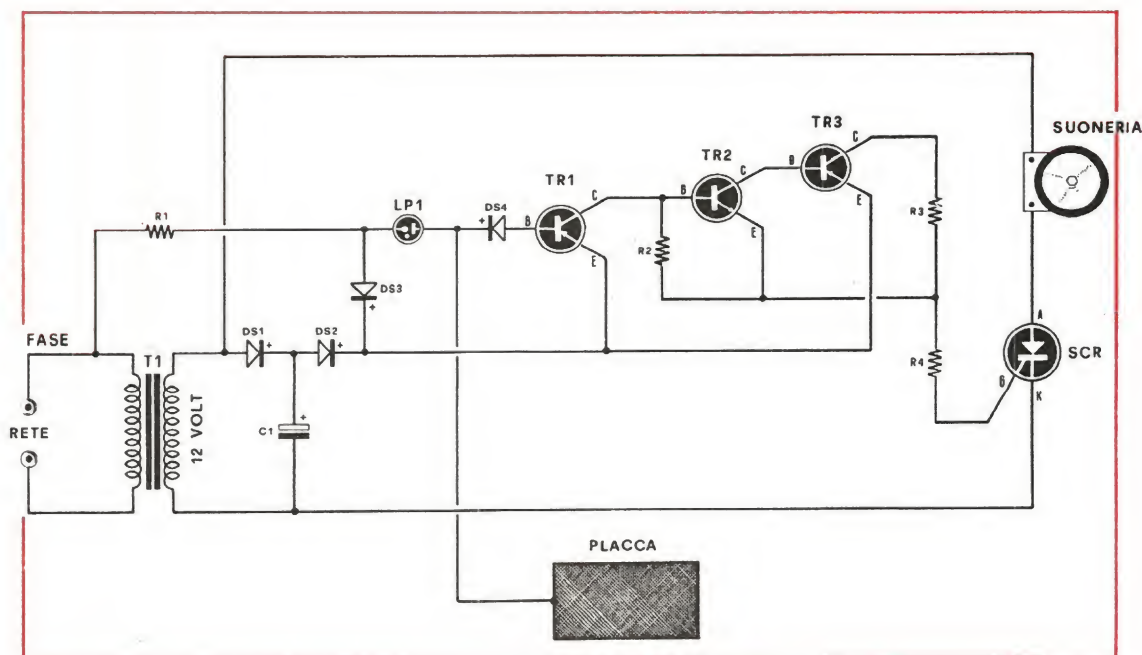 TR3
C
SUONERIA
TR2
C
B
TR1
E
LP1
DS4
C
B
R1
B
R3
R2
E
E
DS3
A
FASE
DS1
DS2
T1
SCR
R4
G
12 VOLT
K
RETE
C1
PLACCA